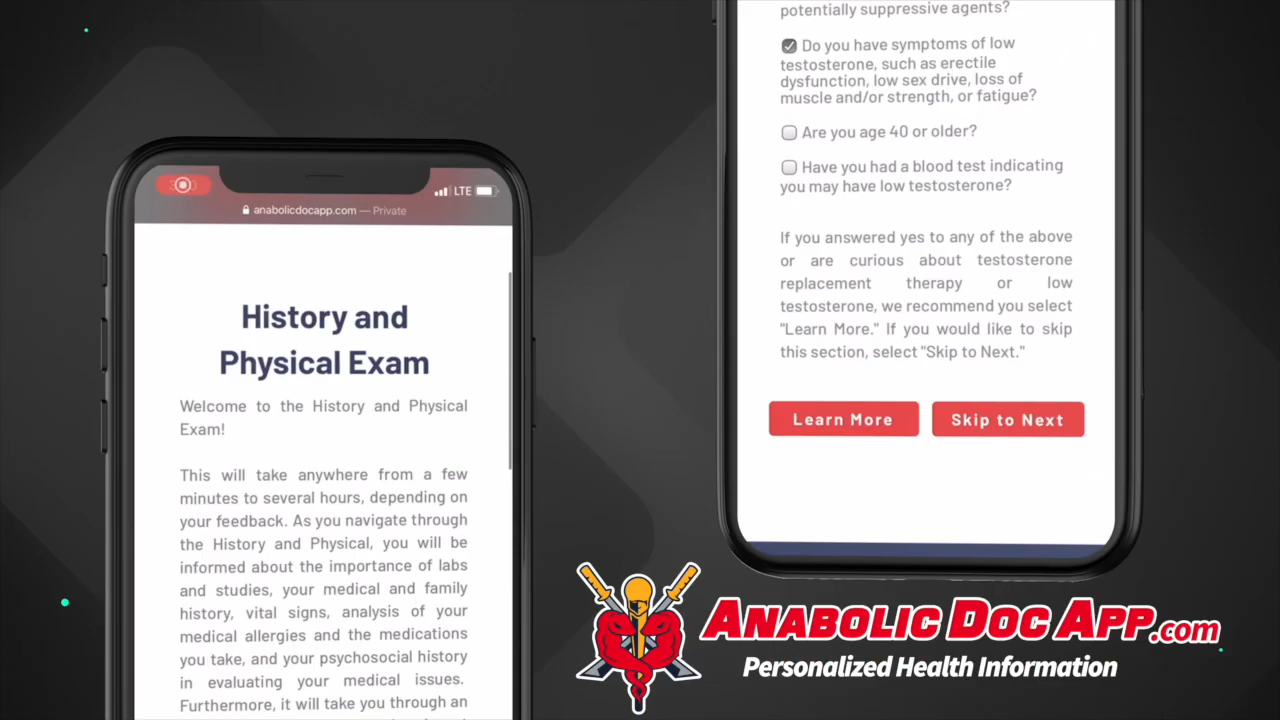 LTE
anabolicdocapp.com — Private
History and
Physical Exam
Welcome to the History and Physical
Exam!
This will take anywhere from a few
minutes to several hours, depending on
your feedback. As you navigate through
the History and Physical, you will be
informed about the importance of labs
and studies, your medical and family
history, vital signs, analysis of your
medical allergies and the medications
you take, and your psychosocial history
in evaluating your medical issues.
Furthermore, it will take you through an
potentially suppressive agents?
Do you have symptoms of low
testosterone, such as erectile
dysfunction, low sex drive, loss of
muscle and/or strength, or fatigue?
Are you age 40 or older?
Have you had a blood test indicating
you may have low testosterone?
If you answered yes to any of the above
or are curious about testosterone
replacement therapy or low
testosterone, we recommend you select
"Learn More." If you would like to skip
this section, select "Skip to Next."
Learn More
Skip to Next
ANABOLIC DOC APP.com
Personalized Health Information